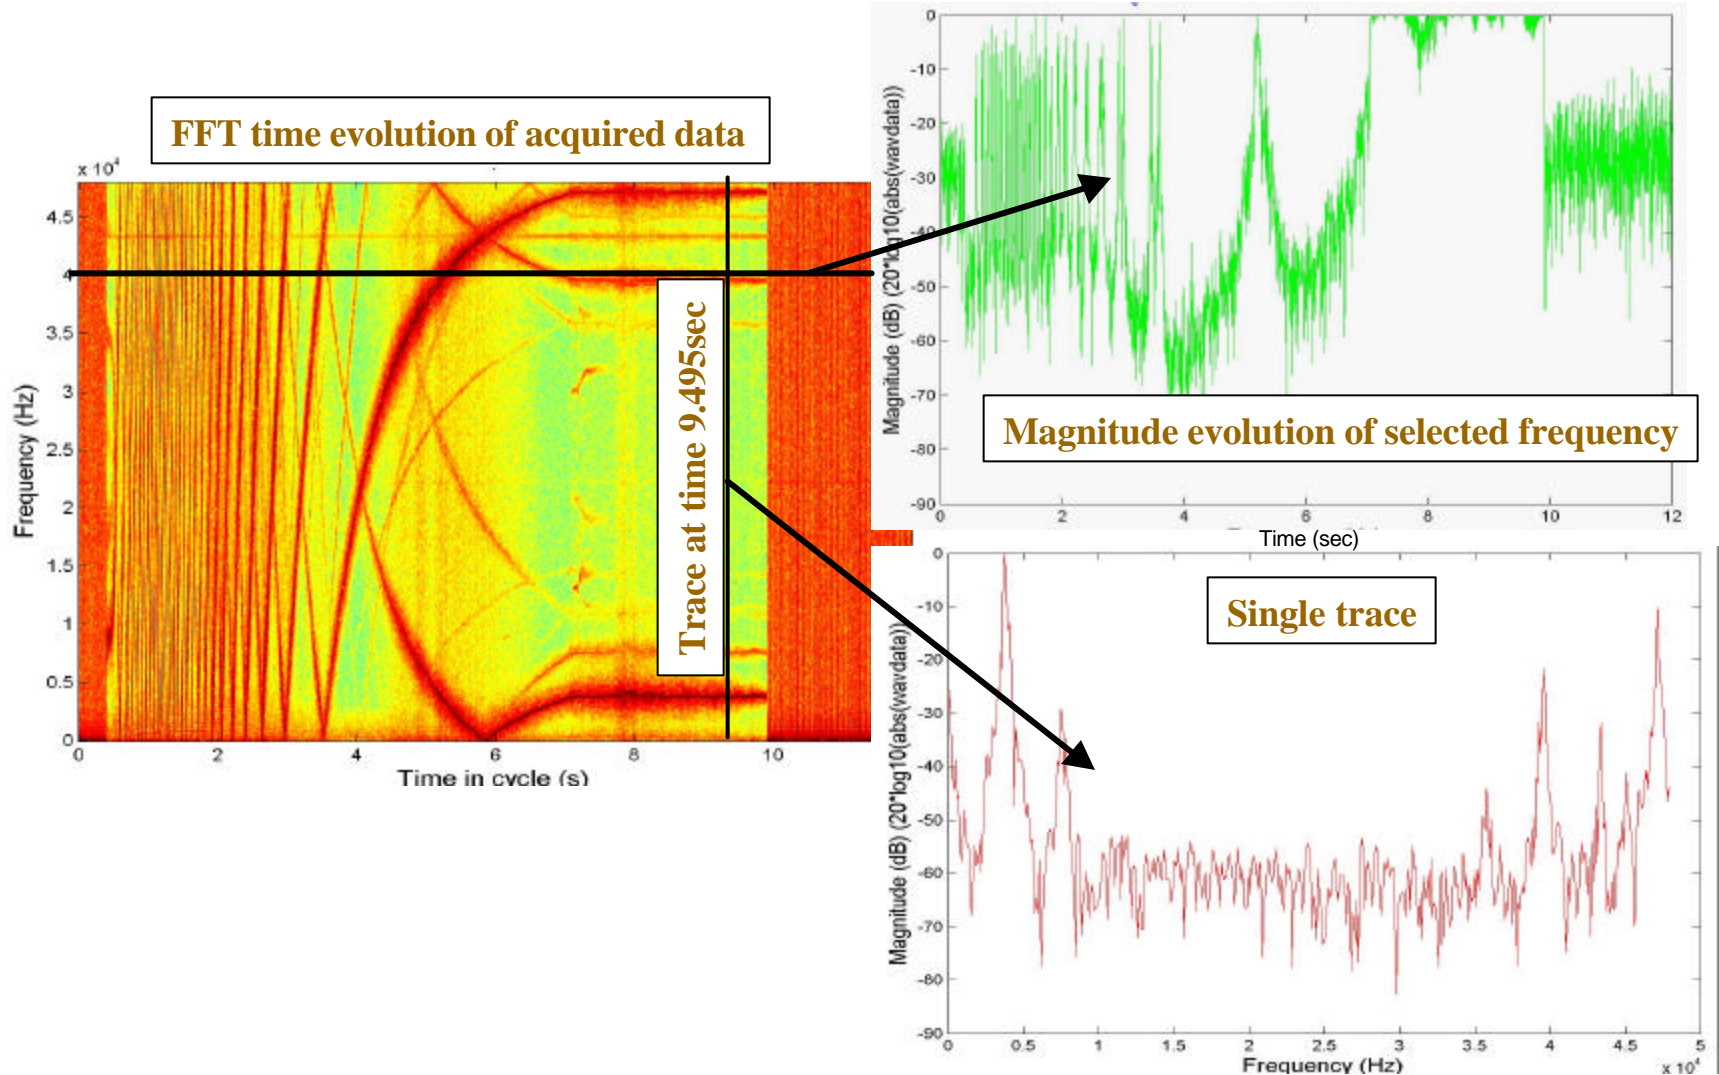 FFT time evolution of acquired data
x 10⁴
4.5
4
3.5
3
2.5
2
1.5
1
0.5
0
0 2 4 6 8 10
Frequency (Hz)
Time in cycle (s)
Trace at time 9.495sec
0
-10
-20
-30
-40
-50
-60
-70
-80
-90
0 2 4 6 8 10 12
Magnitude (dB) (20*log10(abs(wavdata))
Magnitude evolution of selected frequency
Time (sec)
0
-10
-20
-30
-40
-50
-60
-70
-80
-90
0 0.5 1 1.5 2 2.5 3 3.5 4 4.5 5
Magnitude (dB) (20*log10(abs(wavdata))
Single trace
Frequency (Hz)
x 10⁴